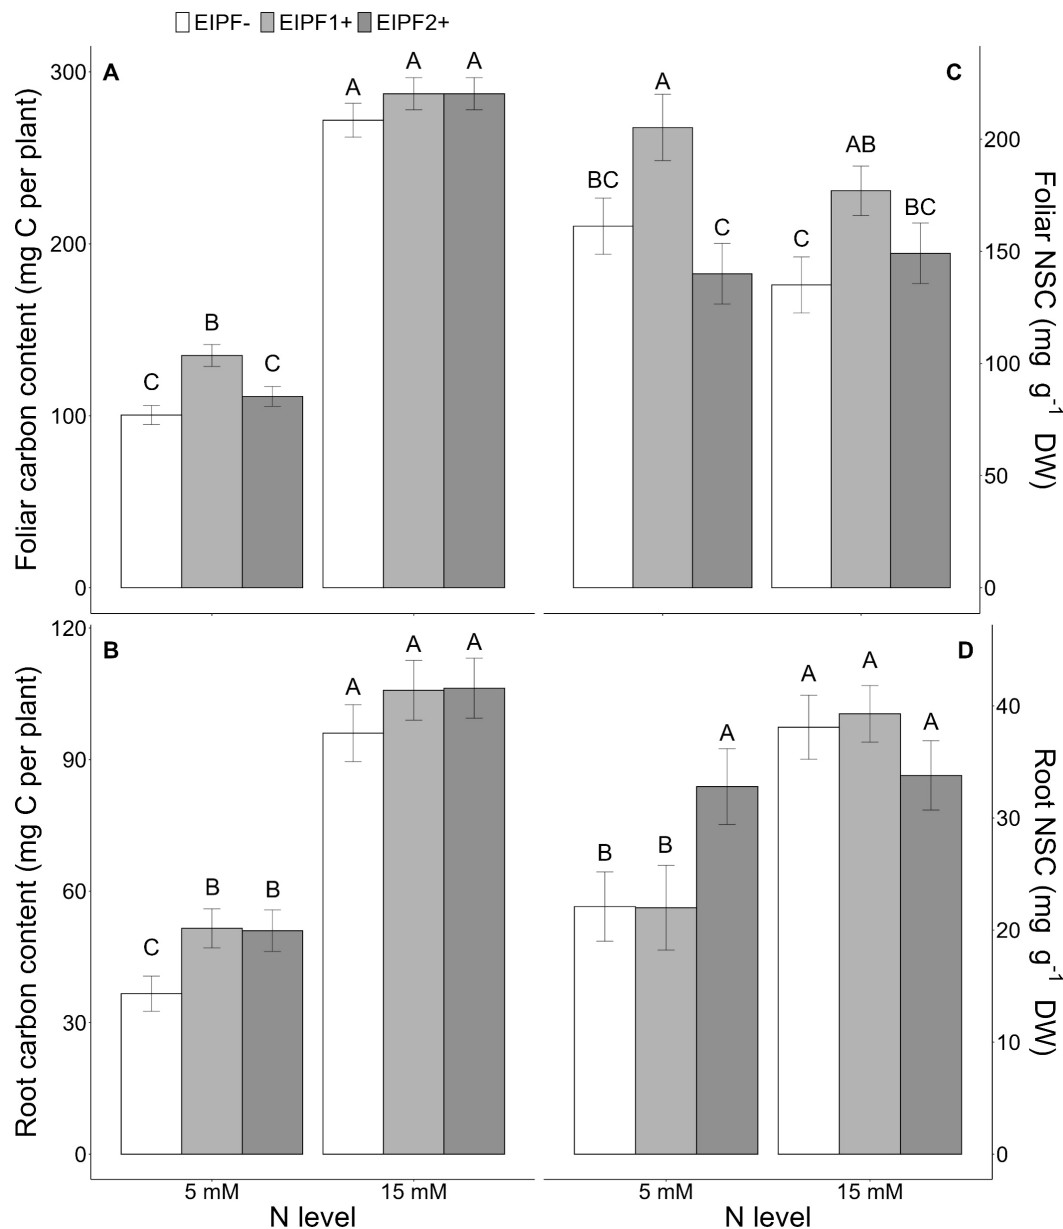 EIPF- EIPF1+ EIPF2+
A
Foliar carbon content (mg C per plant)
300
200
100
0
C
B
C
A
A
A
C
Foliar NSC (mg g-1 DW)
200
150
100
50
0
BC
A
C
C
AB
BC
B
Root carbon content (mg C per plant)
120
90
60
30
0
C
B
B
A
A
A
5 mM
15 mM
N level
D
Root NSC (mg g-1 DW)
40
30
20
10
0
B
B
A
A
A
A
5 mM
15 mM
N level